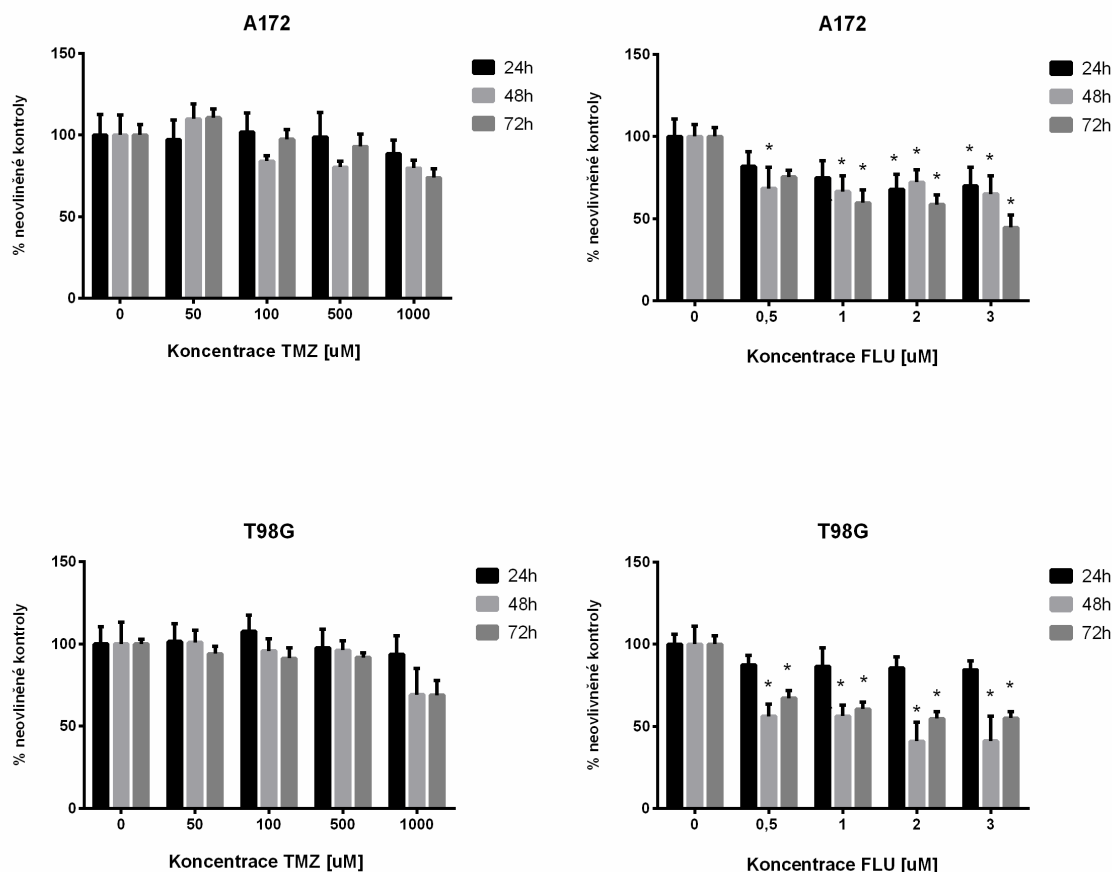 A172
150
100
50
0
% neovliněné kontroly
0 50 100 500 1000
Koncentrace TMZ [uM]
24h
48h
72h
A172
150
100
50
0
% neovlivněné kontroly
* * * * * * * * *
0 0,5 1 2 3
Koncentrace FLU [uM]
24h
48h
72h
T98G
150
100
50
0
% neovliněné kontroly
0 50 100 500 1000
Koncentrace TMZ [uM]
24h
48h
72h
T98G
150
100
50
0
% neovlivněné kontroly
* * * * * * * *
0 0,5 1 2 3
Koncentrace FLU [uM]
24h
48h
72h